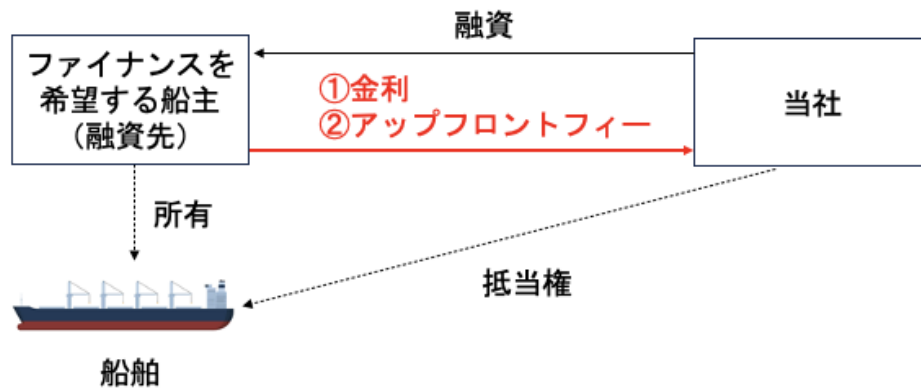 融資
ファイナンスを
希望する船主
（融資先）
①金利
②アップフロントフィー
当社
所有
抵当権
船舶